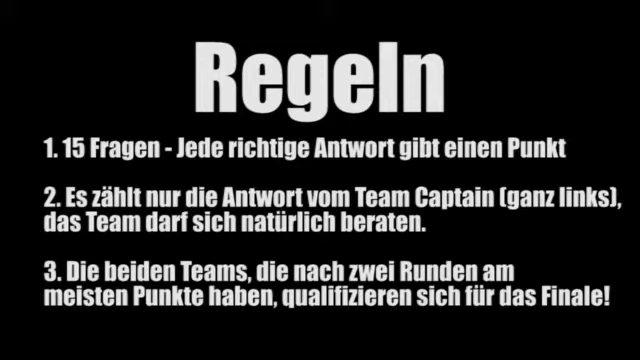 Regeln
1. 15 Fragen - Jede richtige Antwort gibt einen Punkt
2. Es zählt nur die Antwort vom Team Captain (ganz links),
das Team darf sich natürlich beraten.
3. Die beiden Teams, die nach zwei Runden am
meisten Punkte haben, qualifizieren sich für das Finale!